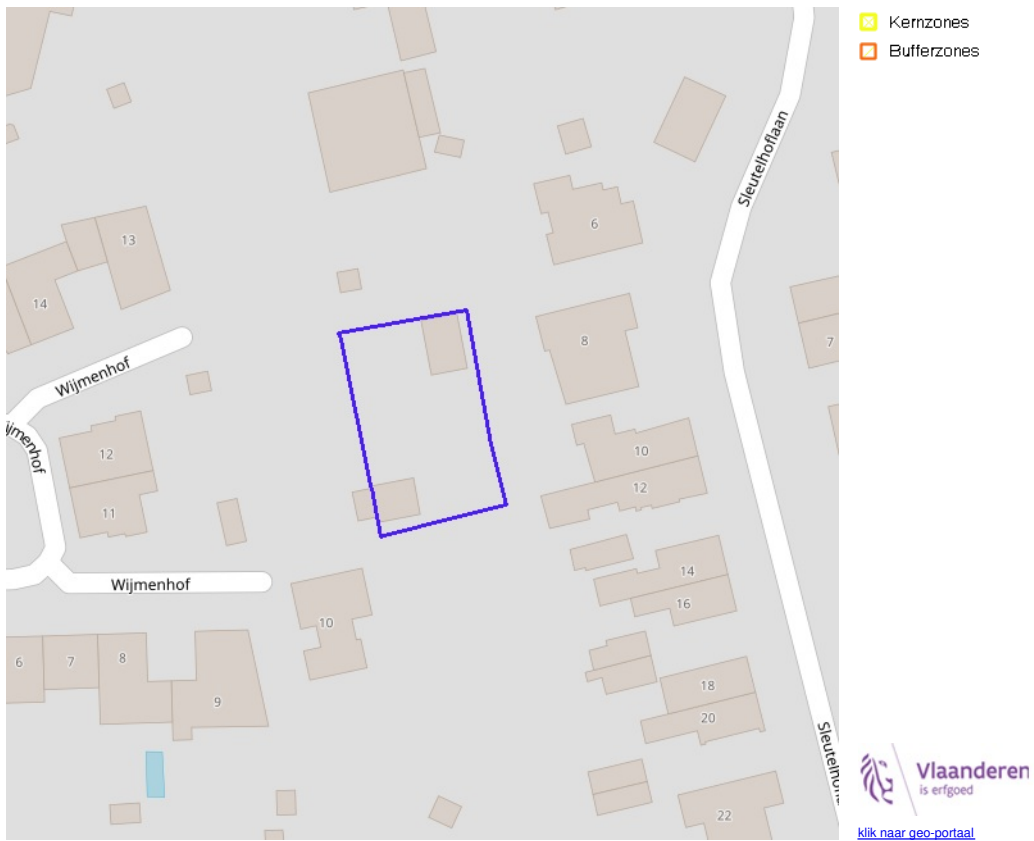 Kernzones
Bufferzones
Sleutelhoflaan
6
13
14
8
7
Wijmenhof
Wijmenhof
12
11
10
12
Wijmenhof
14
16
10
6
7
8
9
18
20
22
Vlaanderen
is erfgoed
klik naar geo-portaal